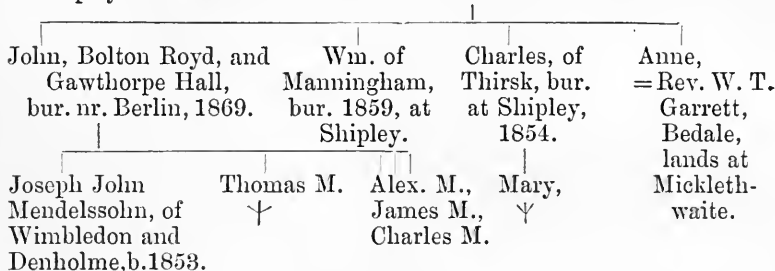 John, Bolton Royd, and
Gawthorpe Hall,
bur. nr. Berlin, 1869.
Wm. of
Manningham,
bur. 1859, at
Shipley.
Charles, of
Thirsk, bur.
at Shipley,
1854.
Anne,
=Rev. W. T.
Garrett,
Bedale,
lands at
Mickleth-
waite.
Joseph John
Mendelssohn, of
Wimbledon and
Denholme,b.1853.
Thomas M.
Alex. M.,
James M.,
Charles M.
Mary,